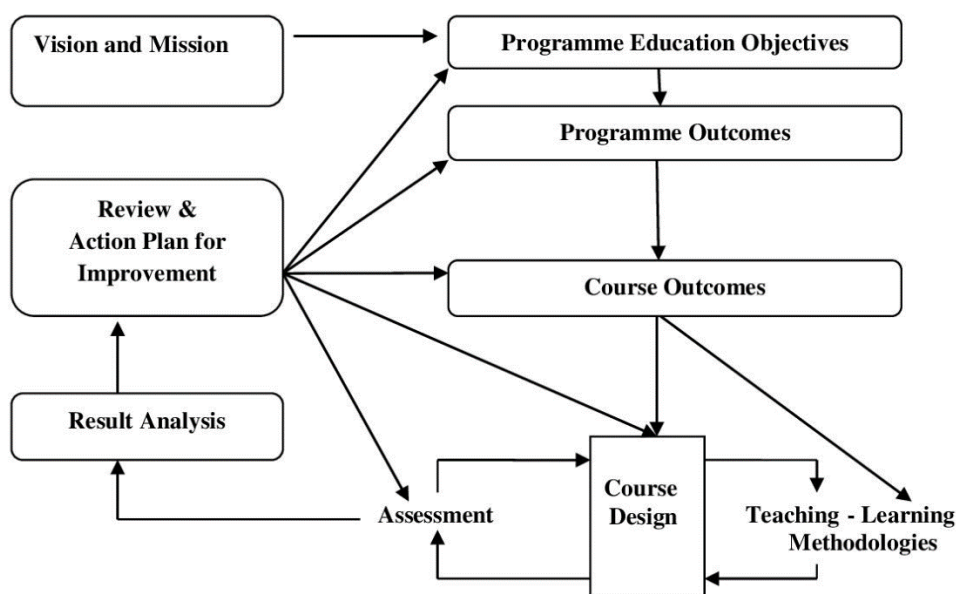 Vision and Mission
Programme Education Objectives
Programme Outcomes
Review &
Action Plan for
Improvement
Course Outcomes
Result Analysis
Assessment
Course
Design
Teaching - Learning
Methodologies